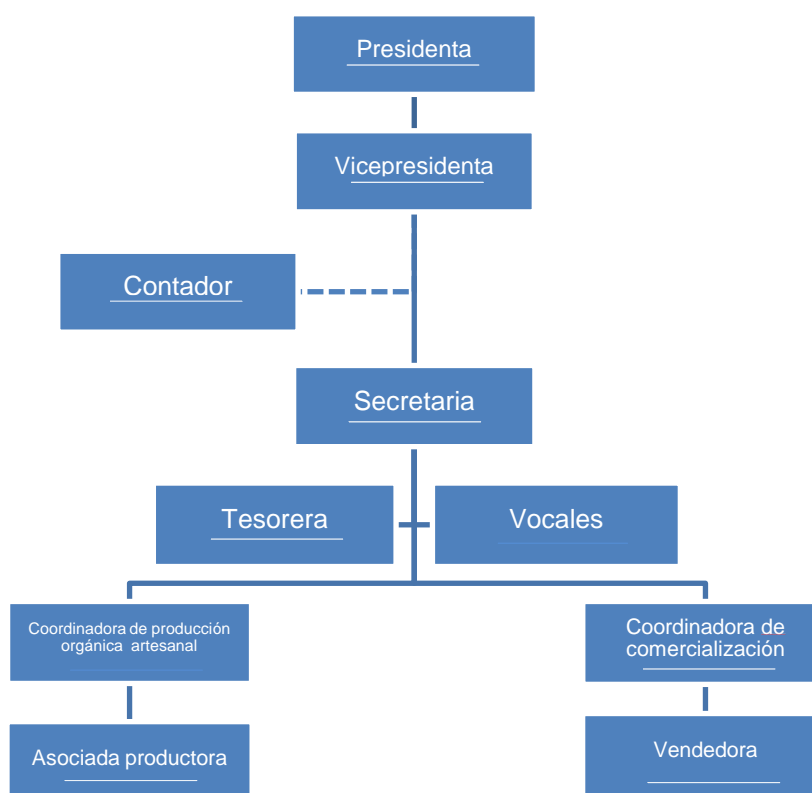 Presidenta
Vicepresidenta
Contador
Secretaria
Tesorera
Vocales
Coordinadora de producción
orgánica artesanal
Coordinadora de
comercialización
Asociada productora
Vendedora